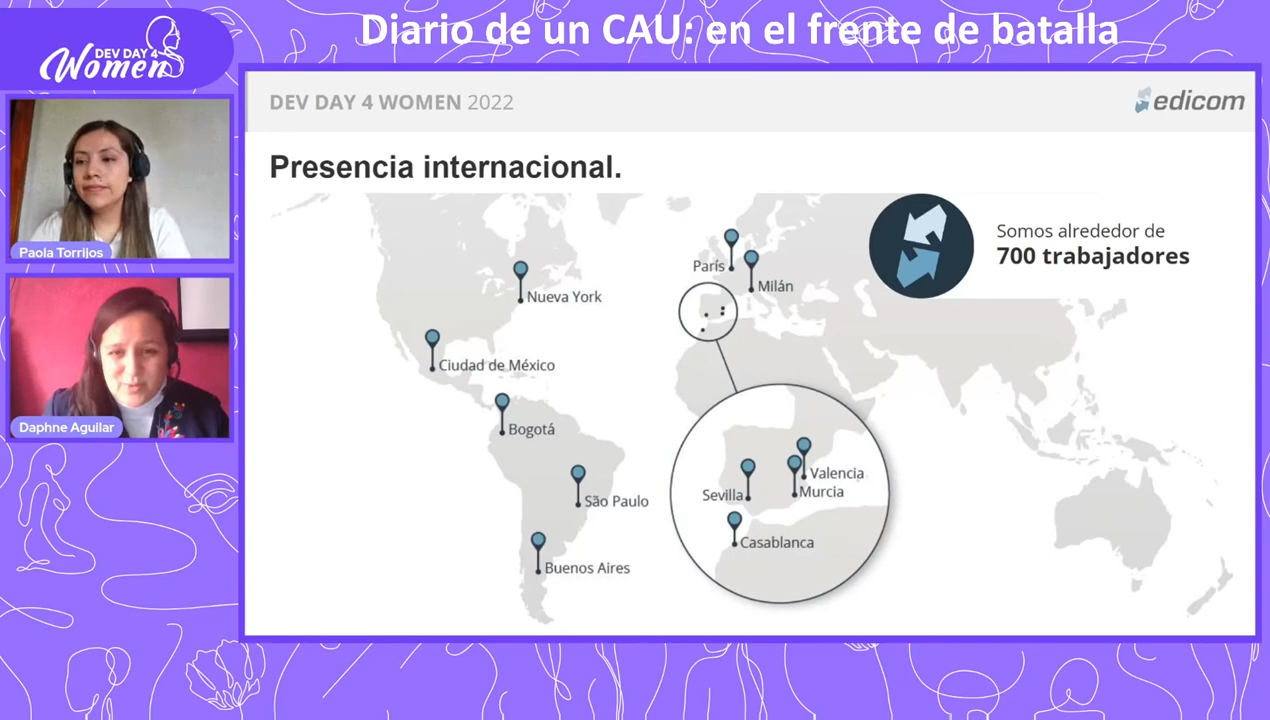 Diario de un CAU: en el frente de batalla
DEV DAY 4
Women
DEV DAY 4 WOMEN 2022
edicom
Presencia internacional.
Somos alrededor de
700 trabajadores
París
Milán
Nueva York
Ciudad de México
Bogotá
São Paulo
Buenos Aires
Valencia
Sevilla
Murcia
Casablanca
Paola Torrijos
Daphne Aguilar